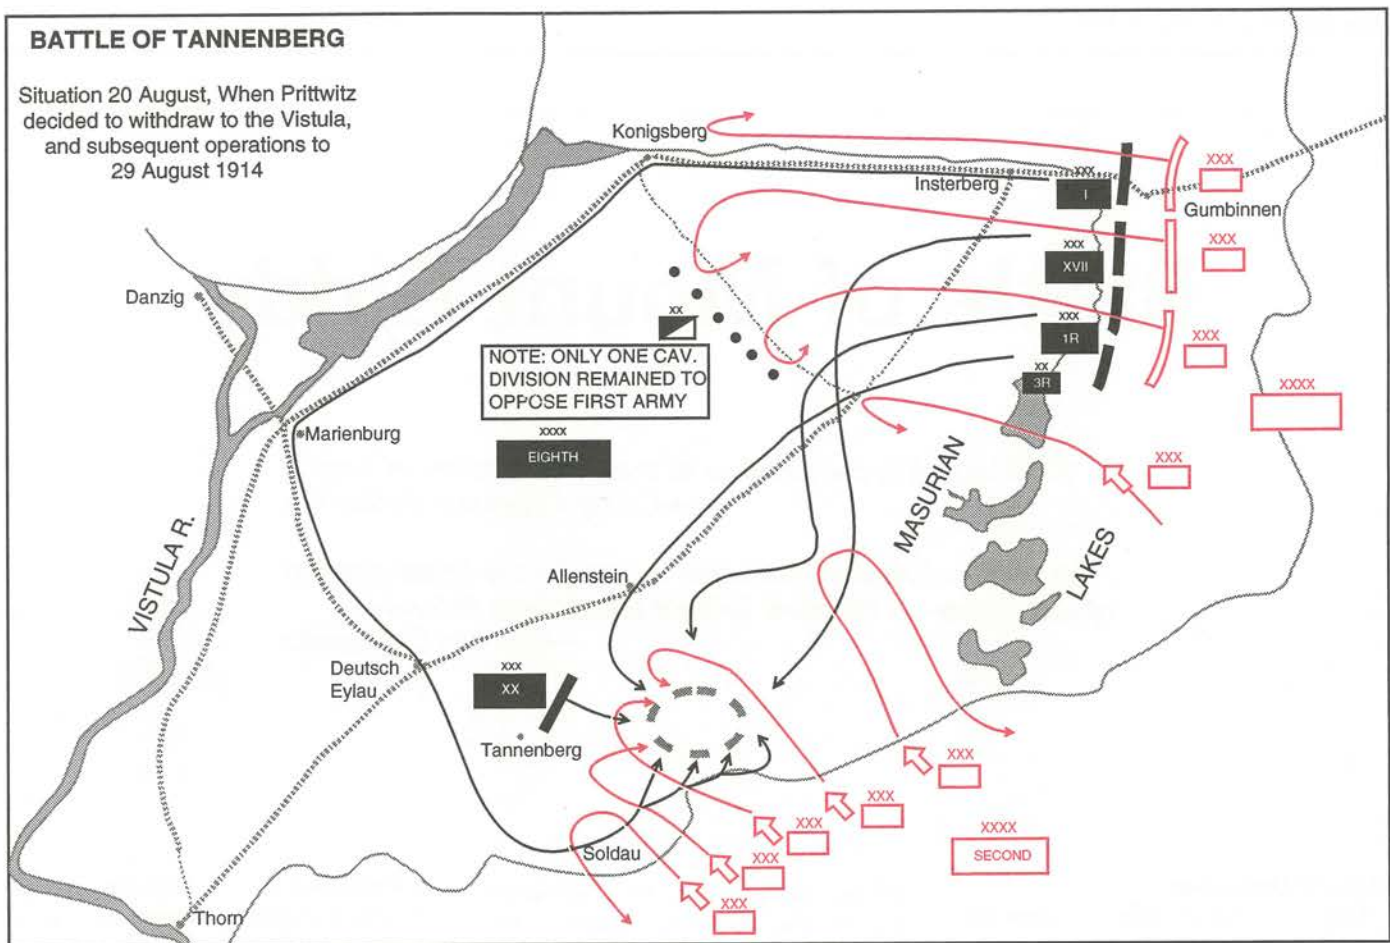 BATTLE OF TANNENBERG
Situation 20 August, When Prittwitz
decided to withdraw to the Vistula,
and subsequent operations to
29 August 1914
Konigsberg
Insterberg
XXX
I
XXX
Gumbinnen
XXX
XVII
XXX
Danzig
XX
XXX
1R
XXX
NOTE: ONLY ONE CAV.
DIVISION REMAINED TO
OPPOSE FIRST ARMY
XX
3R
XXXX
Marienburg
XXXX
EIGHTH
XXX
MASURIAN
LAKES
VISTULA R.
Allenstein
Deutsch
Eylau
XXX
XX
Tannenberg
XXX
XXX
XXX
XXXX
SECOND
Soldau
XXX
XXX
Thorn